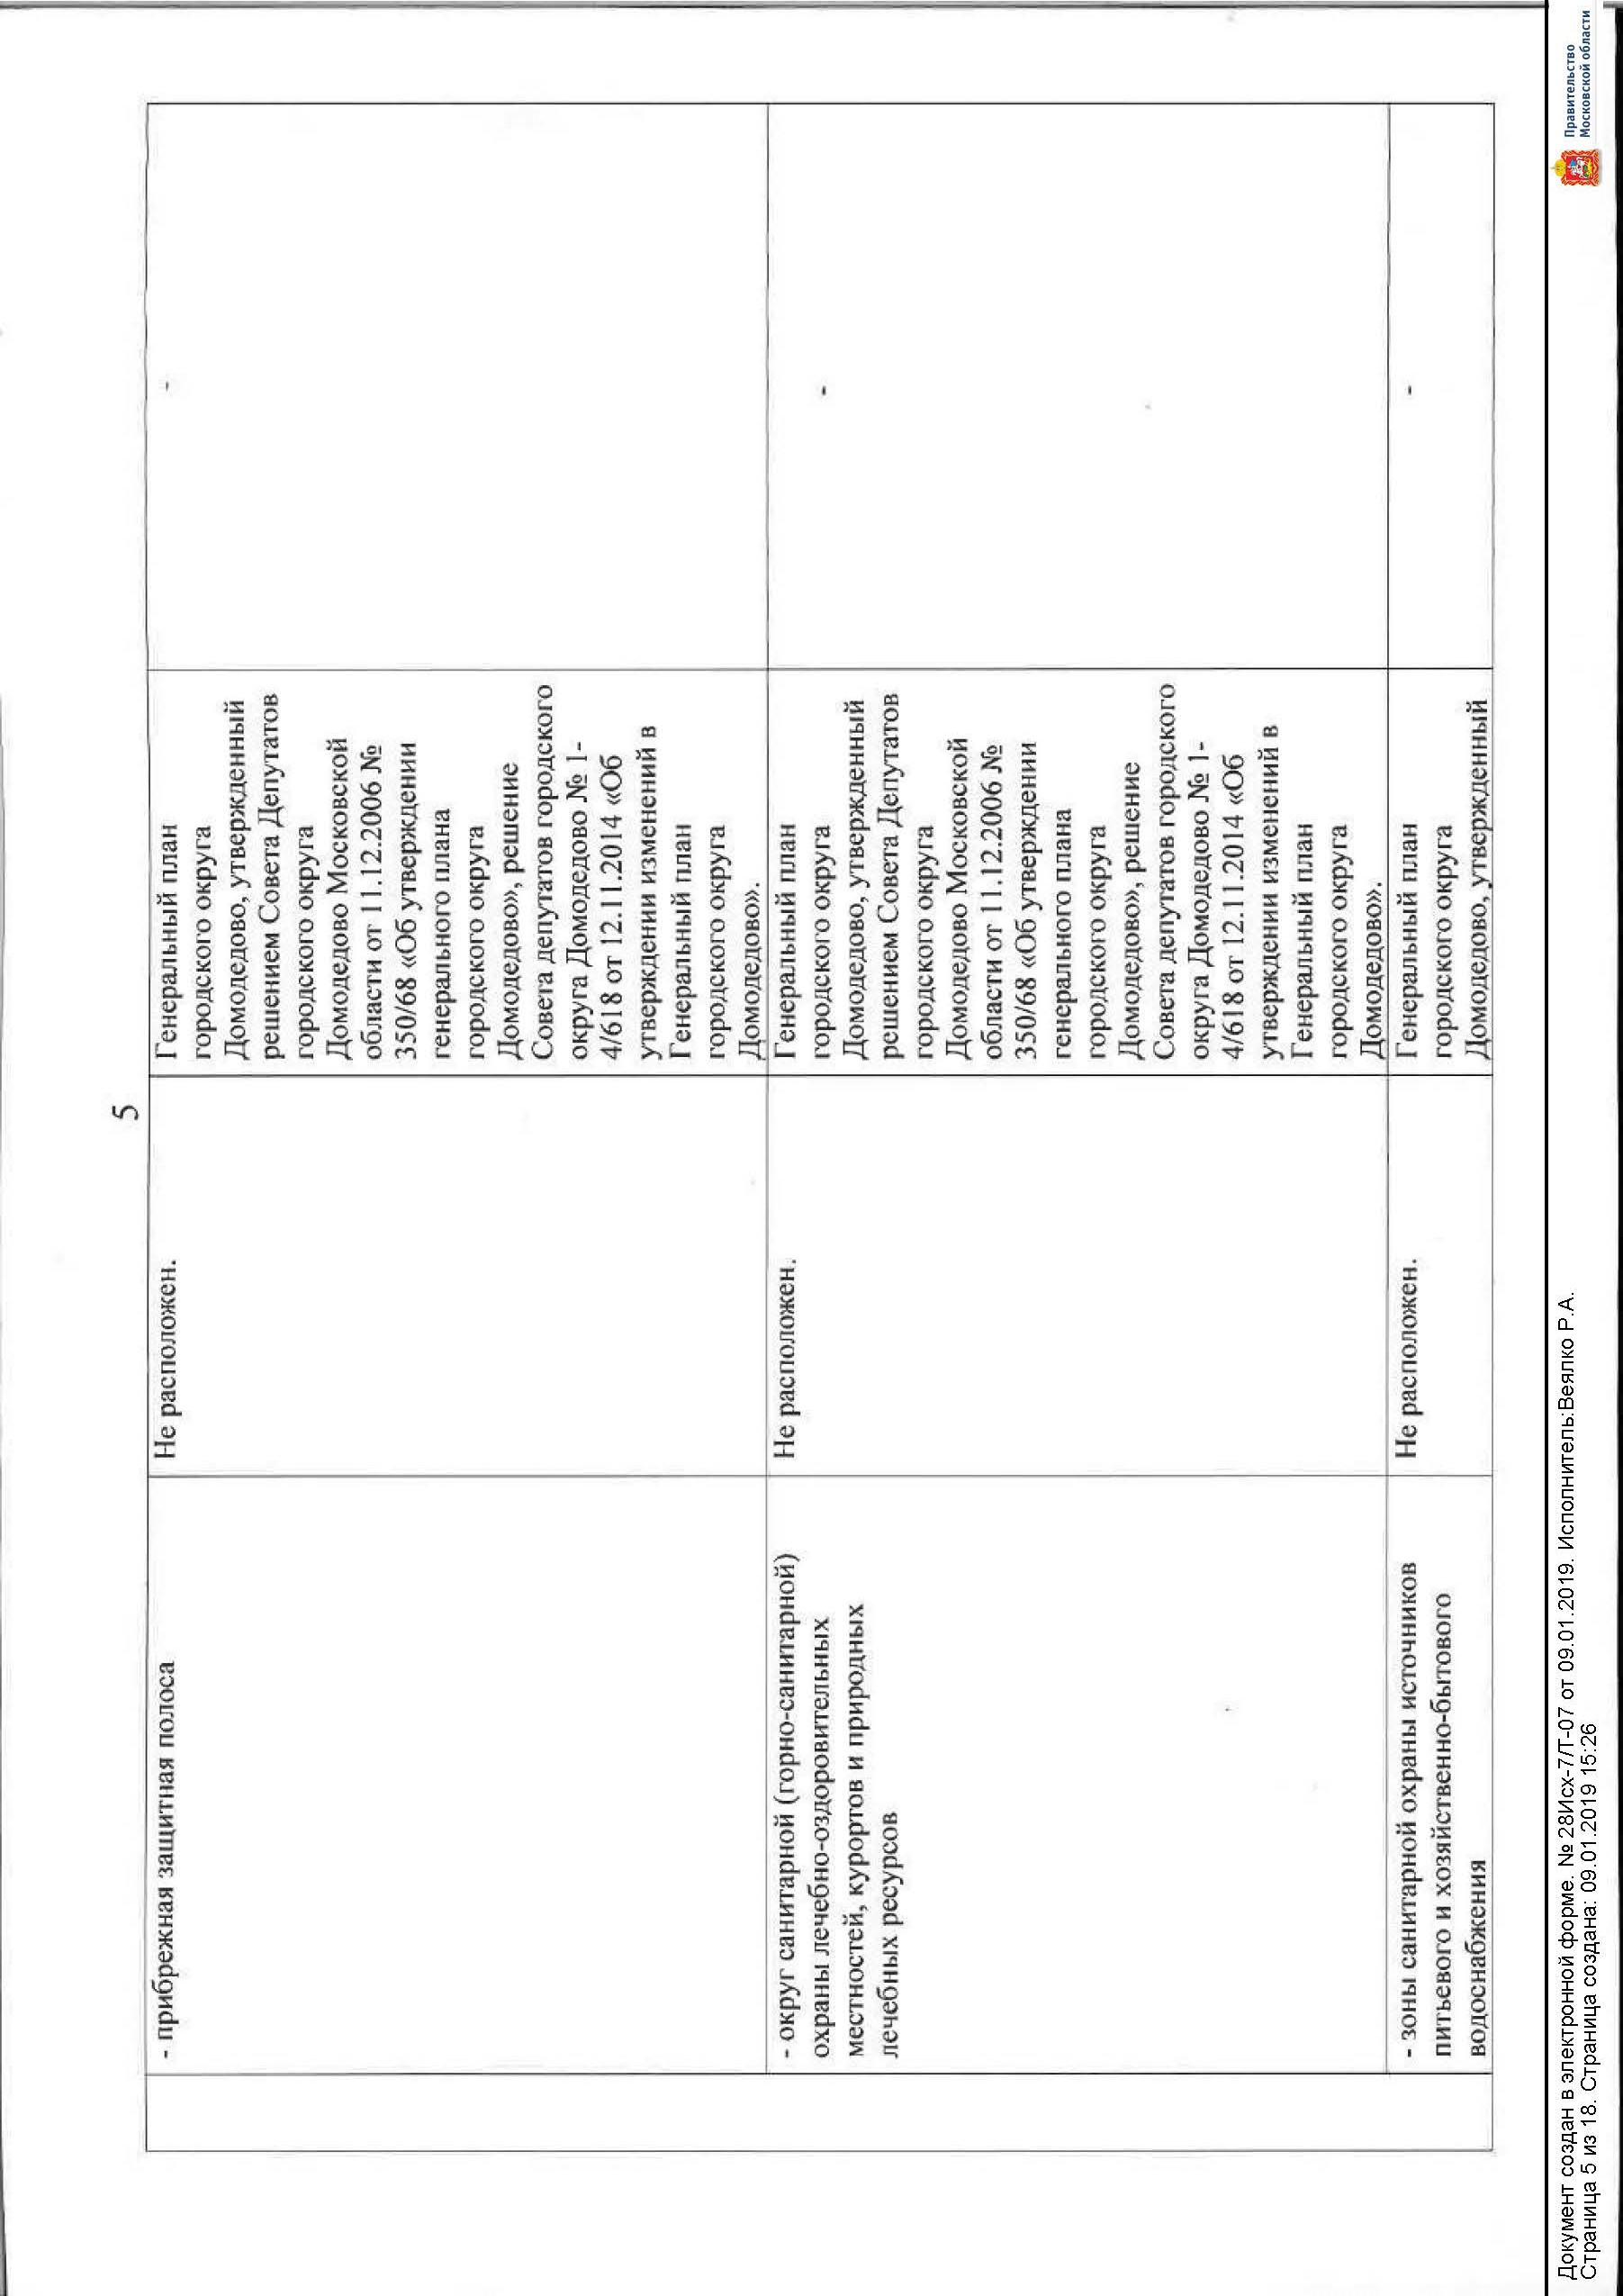 5
- прибрежная защитная полоса
Не расположен.
Генеральный план
городского округа
Домодедово, утвержденный
решением Совета Депутатов
городского округа
Домодедово Московской
области от 11.12.2006 №
350/68 «Об утверждении
генерального плана
городского округа
Домодедово», решение
Совета депутатов городского
округа Домодедово № 1-
4/618 от 12.11.2014 «Об
утверждении изменений в
Генеральный план
городского округа
Домодедово».
-
- округ санитарной (горно-санитарной)
охраны лечебно-оздоровительных
местностей, курортов и природных
лечебных ресурсов
Не расположен.
Генеральный план
городского округа
Домодедово, утвержденный
решением Совета Депутатов
городского округа
Домодедово Московской
области от 11.12.2006 №
350/68 «Об утверждении
генерального плана
городского округа
Домодедово», решение
Совета депутатов городского
округа Домодедово № 1-
4/618 от 12.11.2014 «Об
утверждении изменений в
Генеральный план
городского округа
Домодедово».
-
- зоны санитарной охраны источников
питьевого и хозяйственно-бытового
водоснабжения
Не расположен.
Генеральный план
городского округа
Домодедово, утвержденный
-
Документ создан в электронной форме. № 28Исх-7/Т-07 от 09.01.2019. Исполнитель:Веялко Р.А.
Страница 5 из 18. Страница создана: 09.01.2019 15:26
Правительство
Московской области